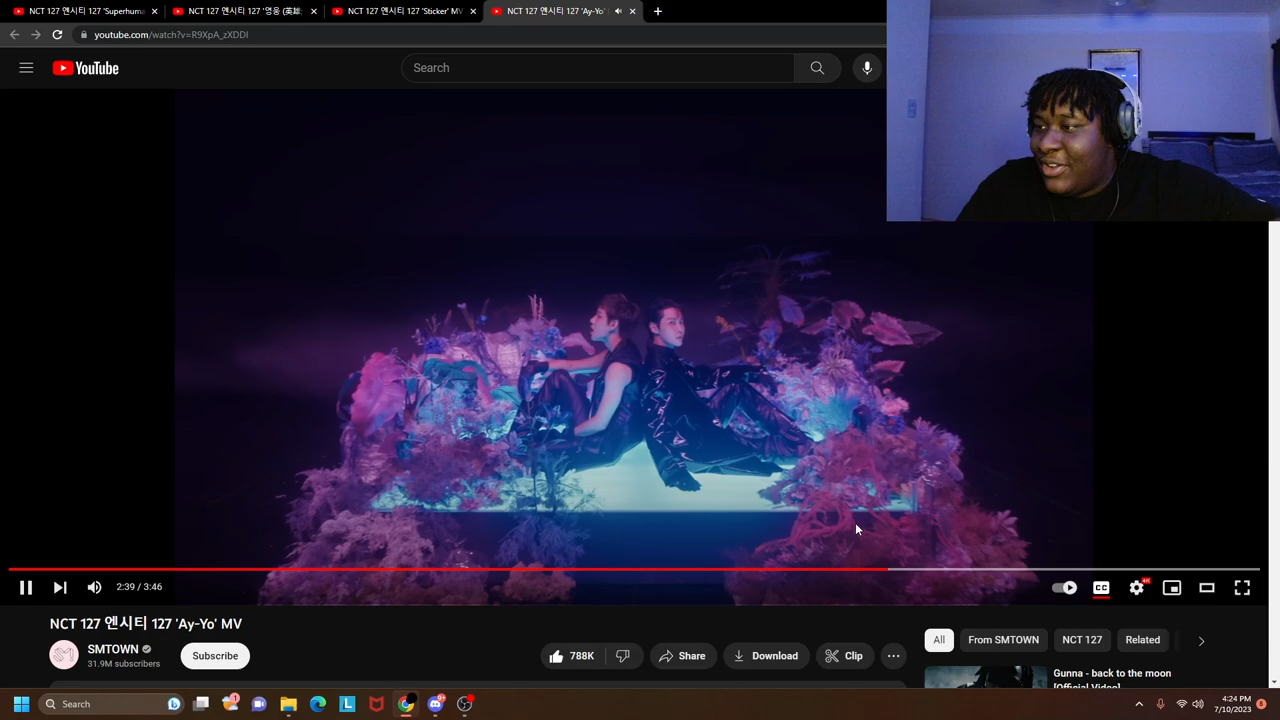 NCT 127 엔시티 127 'Superhuma
NCT 127 엔시티 127 '영웅 (英雄;
NCT 127 엔시티 127 'Sticker' MV
NCT 127 엔시티 127 'Ay-Yo'
youtube.com/watch?v=R9XpA_zXDDI
YouTube
Search
2:39 / 3:46
CC
4K
NCT 127 엔시티 127 'Ay-Yo' MV
SMTOWN
31.9M subscribers
Subscribe
788K
Share
Download
Clip
All
From SMTOWN
NCT 127
Related
Gunna - back to the moon
[Official Video]
Search
4:24 PM
7/10/2023